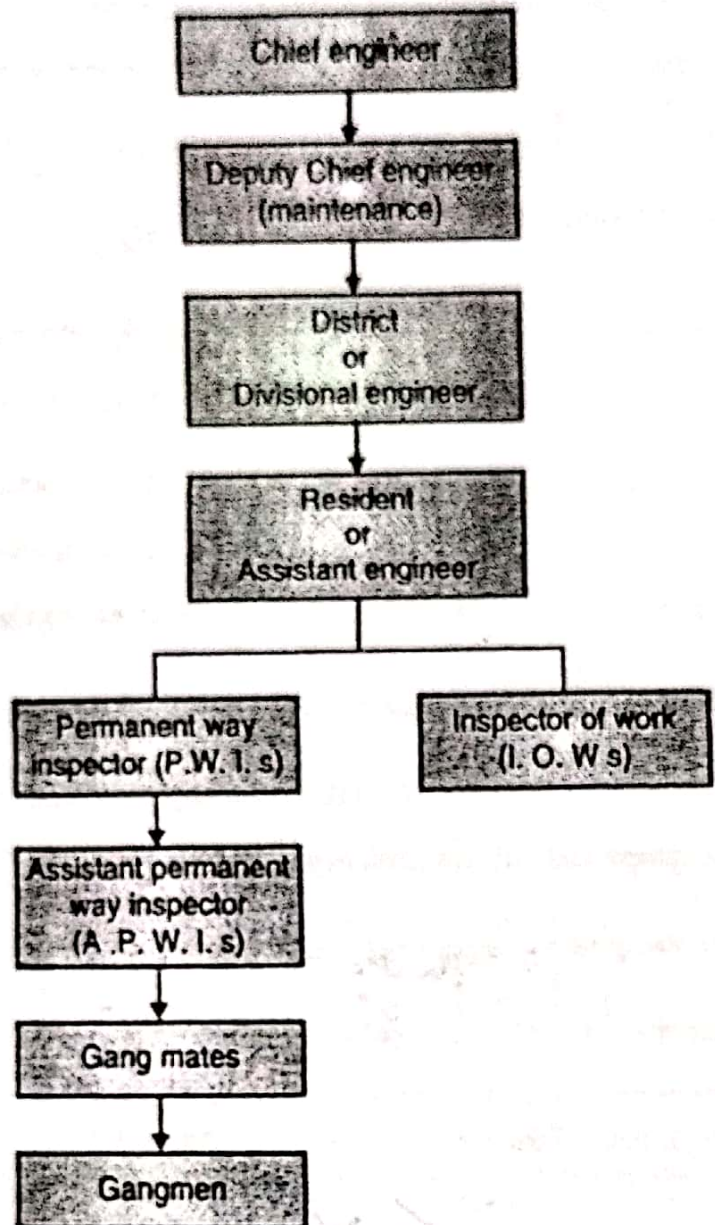 Chief engineer
Deputy Chief engineer
(maintenance)
District
or
Divisional engineer
Resident
or
Assistant engineer
Permanent way
inspector (P.W. I. s)
Inspector of work
(I. O. W s)
Assistant permanent
way inspector
(A .P. W. I. s)
Gang mates
Gangmen